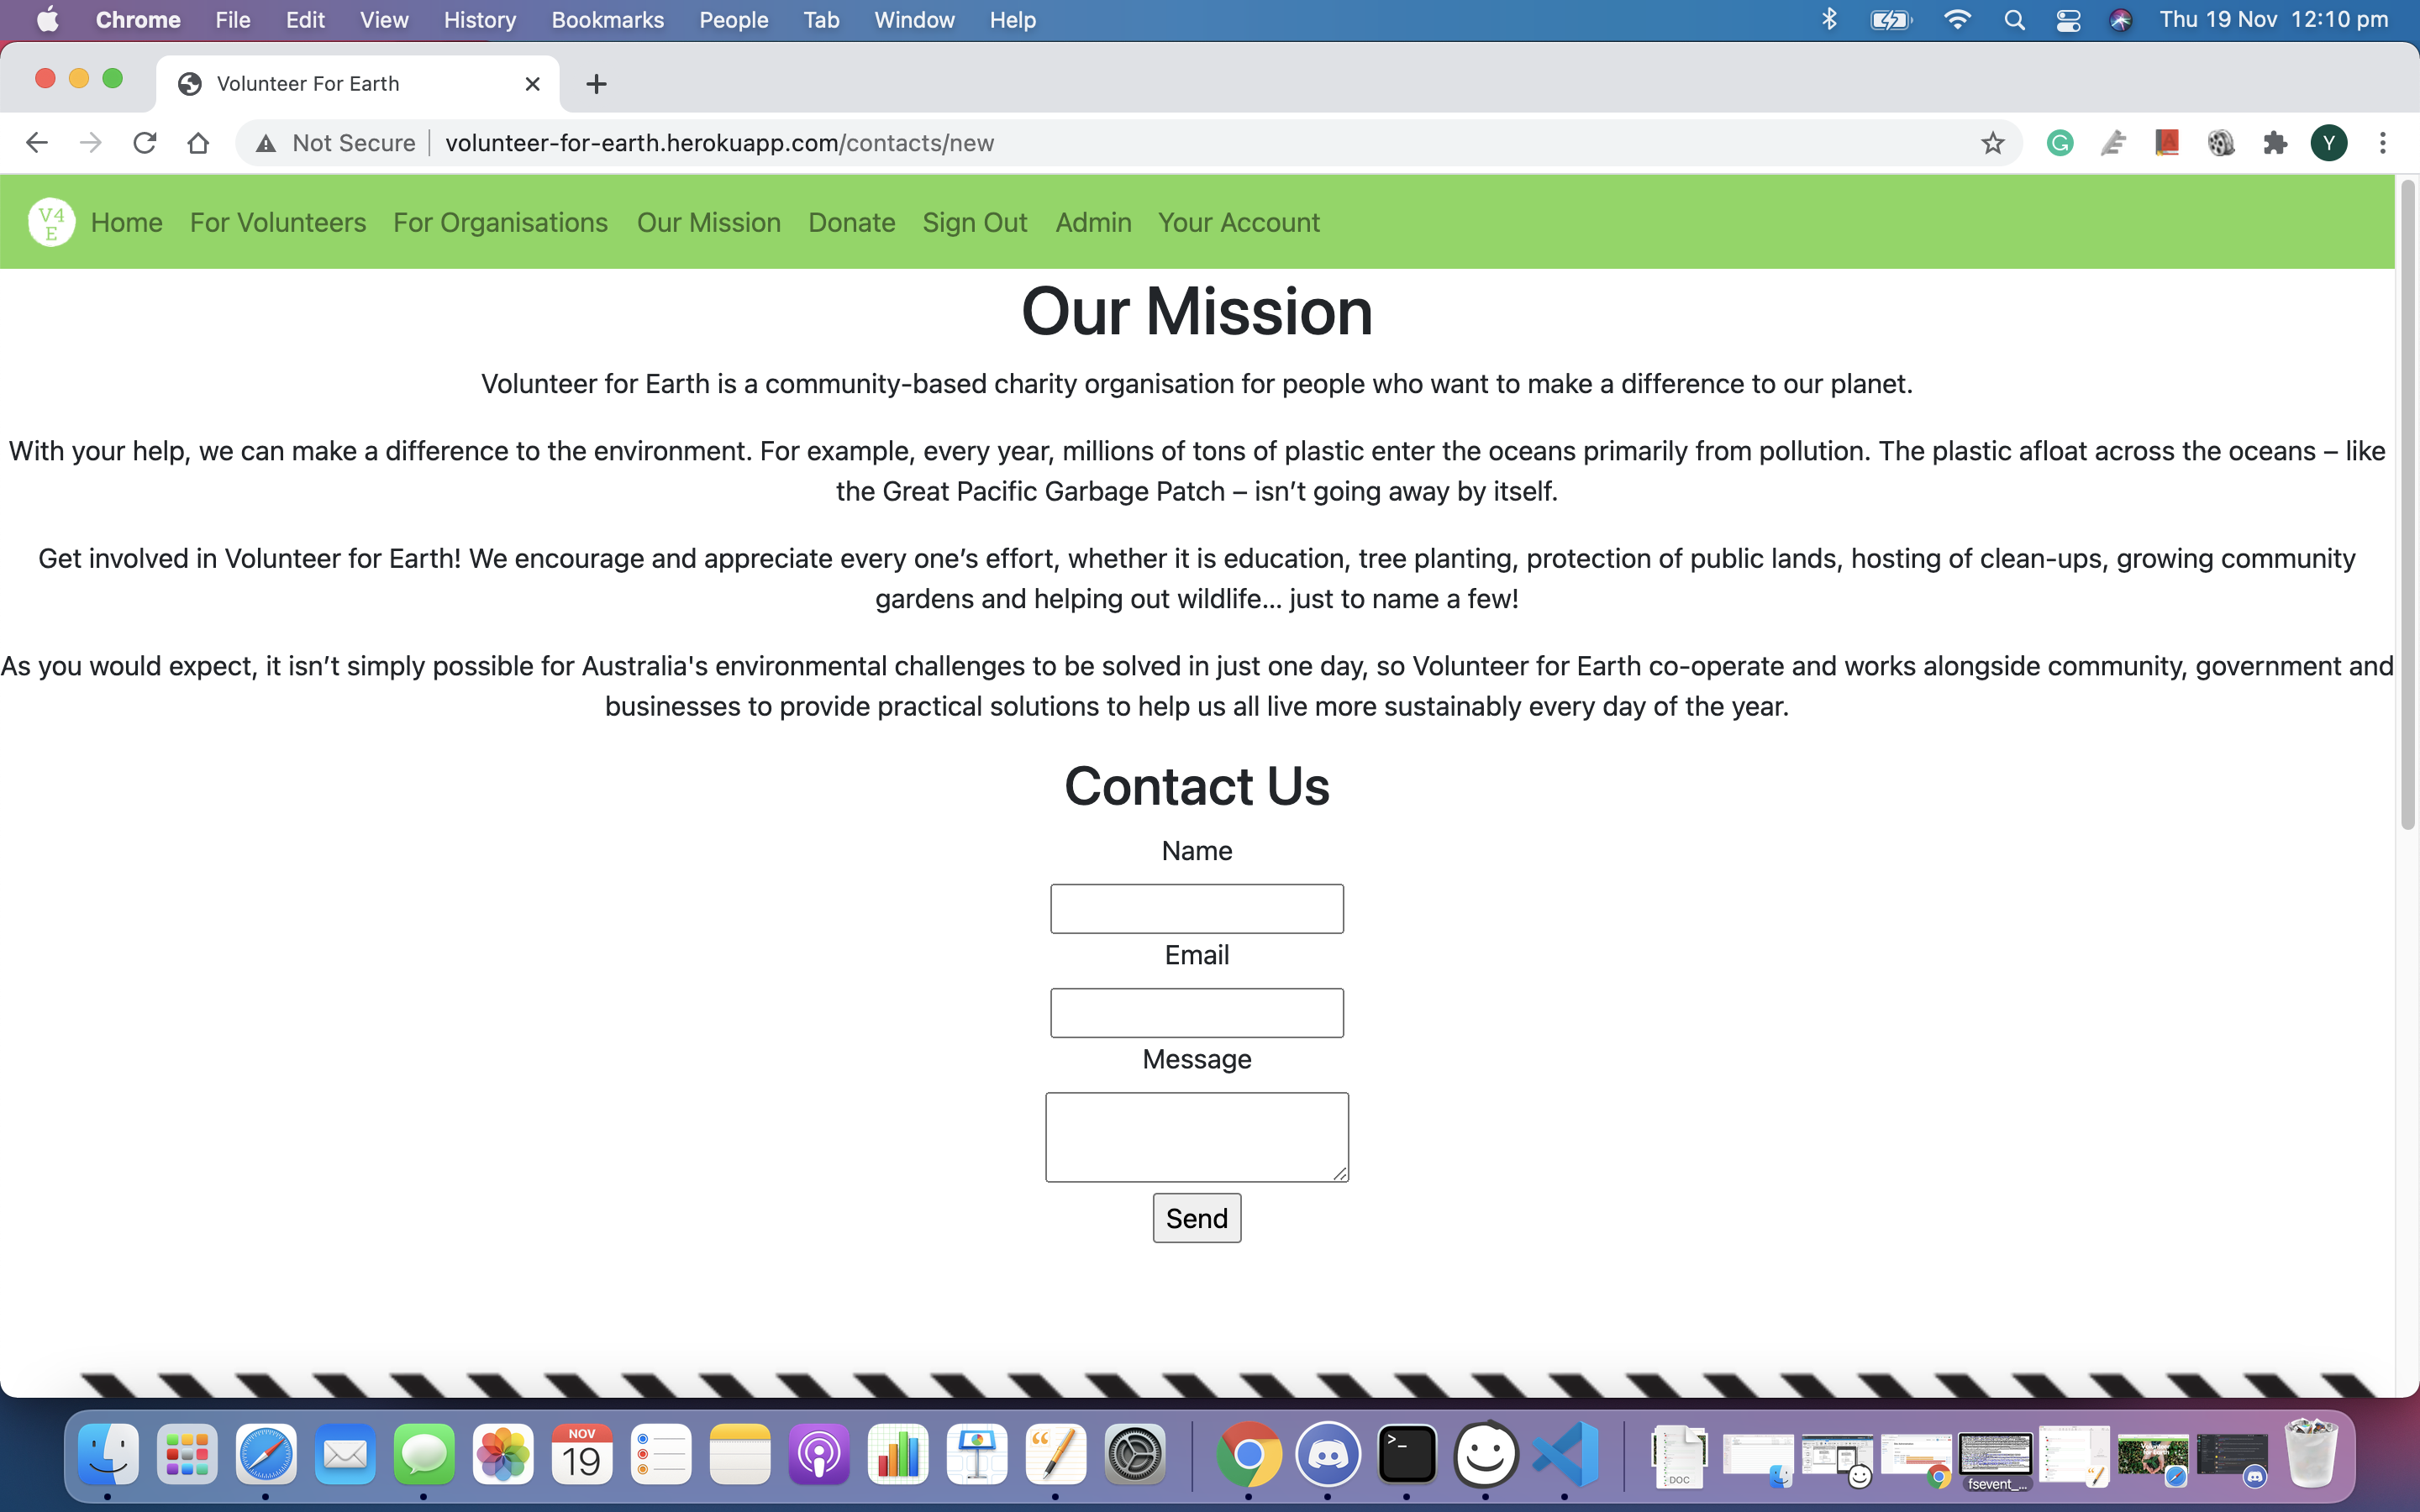 Chrome File Edit View History Bookmarks People Tab Window Help Thu 19 Nov 12:10 pm
Volunteer For Earth
Not Secure volunteer-for-earth.herokuapp.com/contacts/new Y
V4
E
Home For Volunteers For Organisations Our Mission Donate Sign Out Admin Your Account
Our Mission
Volunteer for Earth is a community-based charity organisation for people who want to make a difference to our planet.
With your help, we can make a difference to the environment. For example, every year, millions of tons of plastic enter the oceans primarily from pollution. The plastic afloat across the oceans – like
the Great Pacific Garbage Patch – isn’t going away by itself.
Get involved in Volunteer for Earth! We encourage and appreciate every one’s effort, whether it is education, tree planting, protection of public lands, hosting of clean-ups, growing community
gardens and helping out wildlife... just to name a few!
As you would expect, it isn’t simply possible for Australia's environmental challenges to be solved in just one day, so Volunteer for Earth co-operate and works alongside community, government and
businesses to provide practical solutions to help us all live more sustainably every day of the year.
Contact Us
Name
Email
Message
Send
NOV
19
DOC
fsevent_...